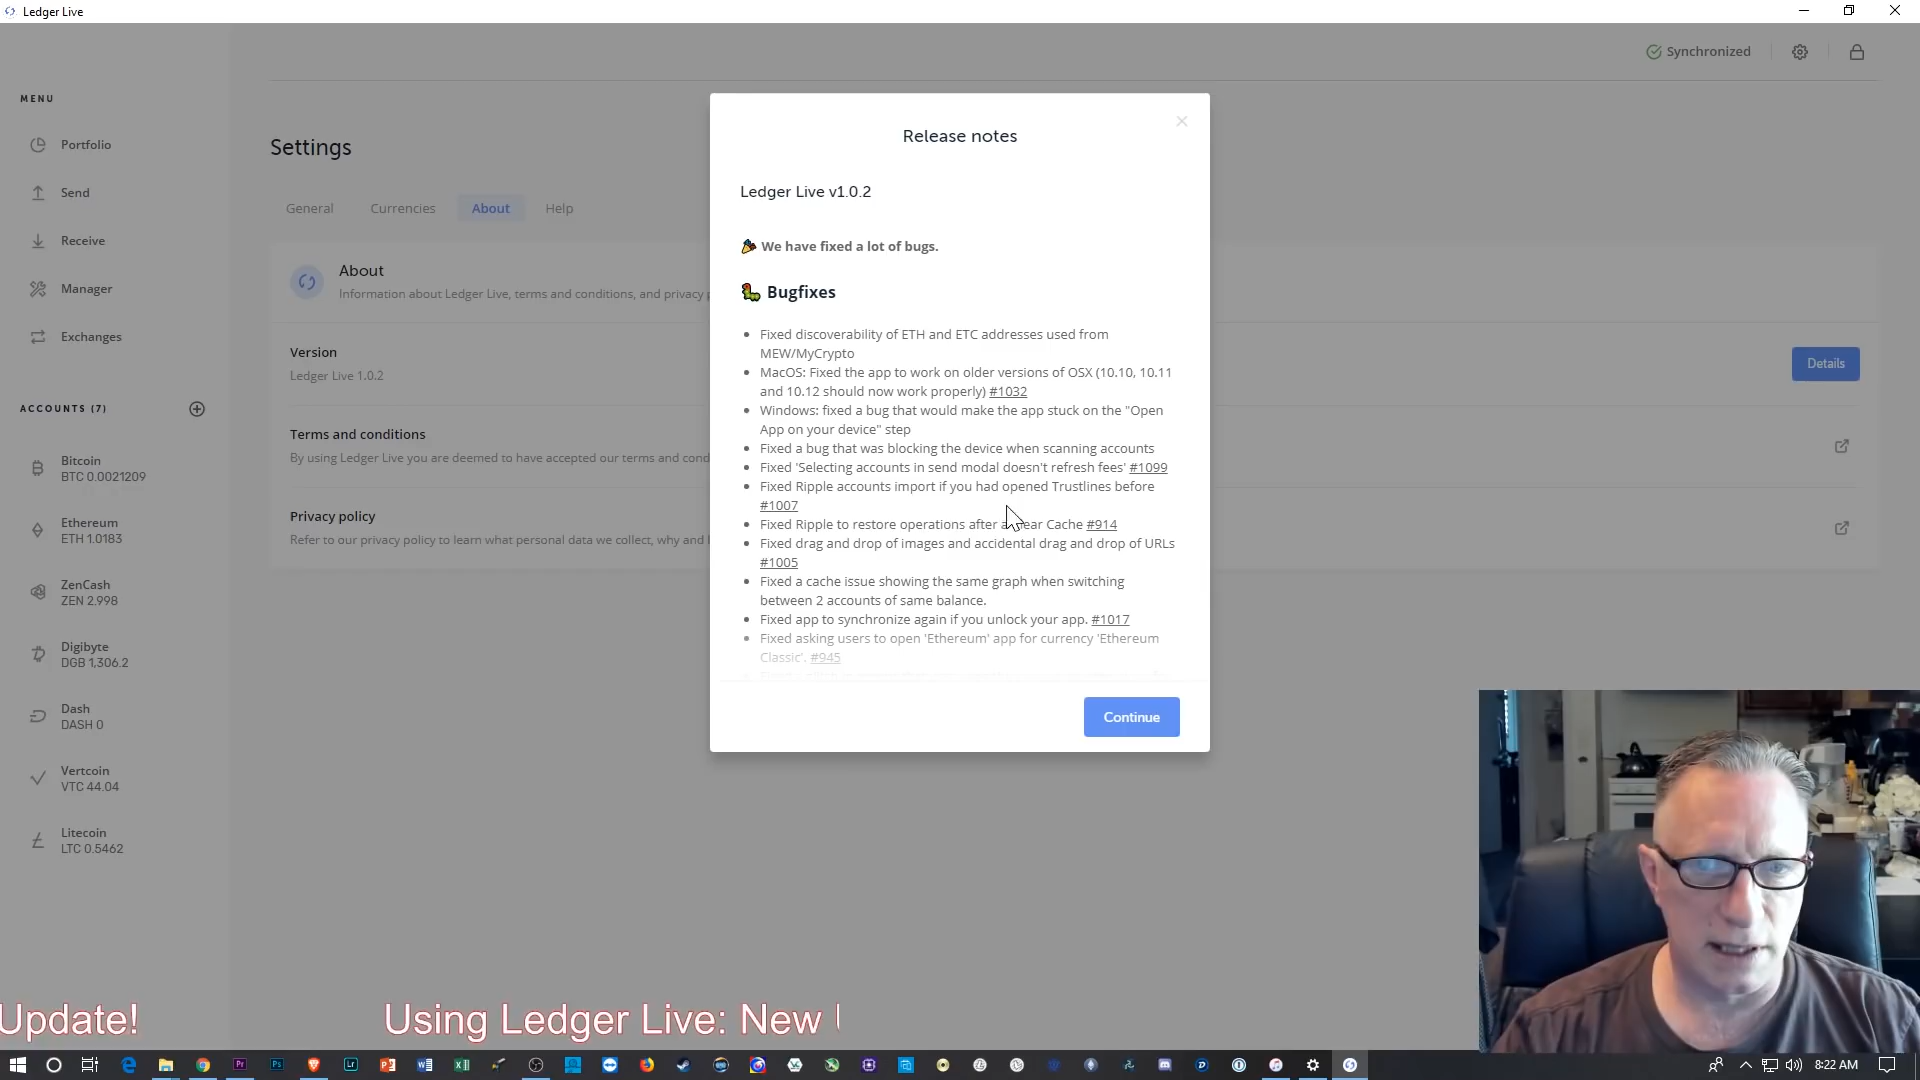 Ledger Live
Synchronized
MENU
Portfolio
Send
Receive
Manager
Exchanges
ACCOUNTS (7)
Bitcoin
BTC 0.0021209
Ethereum
ETH 1.0183
ZenCash
ZEN 2.998
Digibyte
DGB 1,306.2
Dash
DASH 0
Vertcoin
VTC 44.04
Litecoin
LTC 0.5462
Settings
General
Currencies
About
Help
About
Information about Ledger Live, terms and conditions, and privacy p
Version
Ledger Live 1.0.2
Details
Terms and conditions
By using Ledger Live you are deemed to have accepted our terms and cond
Privacy policy
Refer to our privacy policy to learn what personal data we collect, why and
Release notes
Ledger Live v1.0.2
We have fixed a lot of bugs.
Bugfixes
Fixed discoverability of ETH and ETC addresses used from
MEW/MyCrypto
MacOS: Fixed the app to work on older versions of OSX (10.10, 10.11
and 10.12 should now work properly) #1032
Windows: fixed a bug that would make the app stuck on the "Open
App on your device" step
Fixed a bug that was blocking the device when scanning accounts
Fixed 'Selecting accounts in send modal doesn't refresh fees' #1099
Fixed Ripple accounts import if you had opened Trustlines before
#1007
Fixed Ripple to restore operations after a ear Cache #914
Fixed drag and drop of images and accidental drag and drop of URLs
#1005
Fixed a cache issue showing the same graph when switching
between 2 accounts of same balance.
Fixed app to synchronize again if you unlock your app. #1017
Fixed asking users to open 'Ethereum' app for currency 'Ethereum
Classic'. #945
Continue
Update!
Using Ledger Live: New
8:22 AM